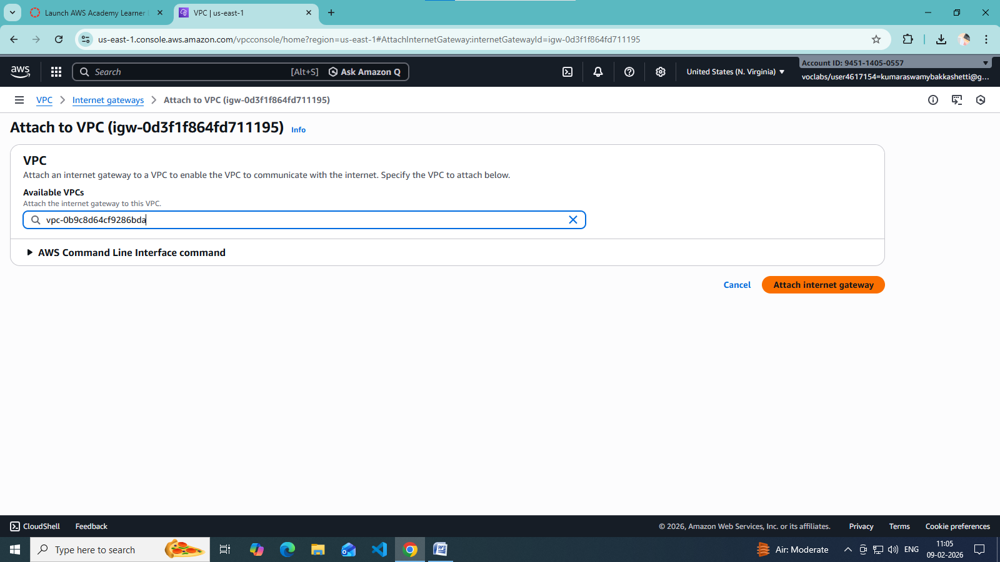 Launch AWS Academy Learner
VPC | us-east-1
us-east-1.console.aws.amazon.com/vpcconsole/home?region=us-east-1#AttachInternetGateway:internetGatewayId=igw-0d3f1f864fd711195
aws
Search
[Alt+S]
Ask Amazon Q
United States (N. Virginia)
Account ID: 9451-1405-0557
voclabs/user4617154=kumaraswamybakkashetti@g...
VPC
Internet gateways
Attach to VPC (igw-0d3f1f864fd711195)
Attach to VPC (igw-0d3f1f864fd711195) Info
VPC
Attach an internet gateway to a VPC to enable the VPC to communicate with the internet. Specify the VPC to attach below.
Available VPCs
Attach the internet gateway to this VPC.
vpc-0b9c8d64cf9286bda
AWS Command Line Interface command
Cancel
Attach internet gateway
CloudShell
Feedback
© 2026, Amazon Web Services, Inc. or its affiliates.
Privacy
Terms
Cookie preferences
Type here to search
Air: Moderate
ENG
11:05
09-02-2026